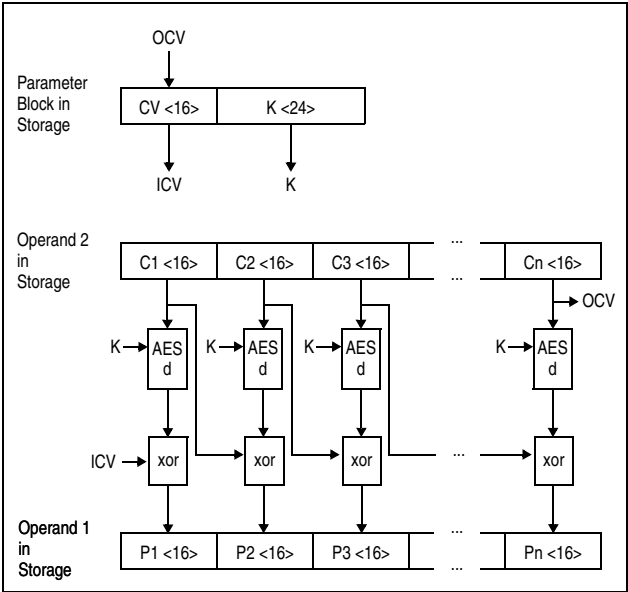 OCV
Parameter
Block in
Storage
CV <16> K <24>
ICV K
Operand 2
in
Storage
C1 <16> C2 <16> C3 <16> ... ... Cn <16>
OCV
K AES d K AES d K AES d K AES d
ICV xor xor xor ... xor
Operand 1
in
Storage
P1 <16> P2 <16> P3 <16> ... ... Pn <16>